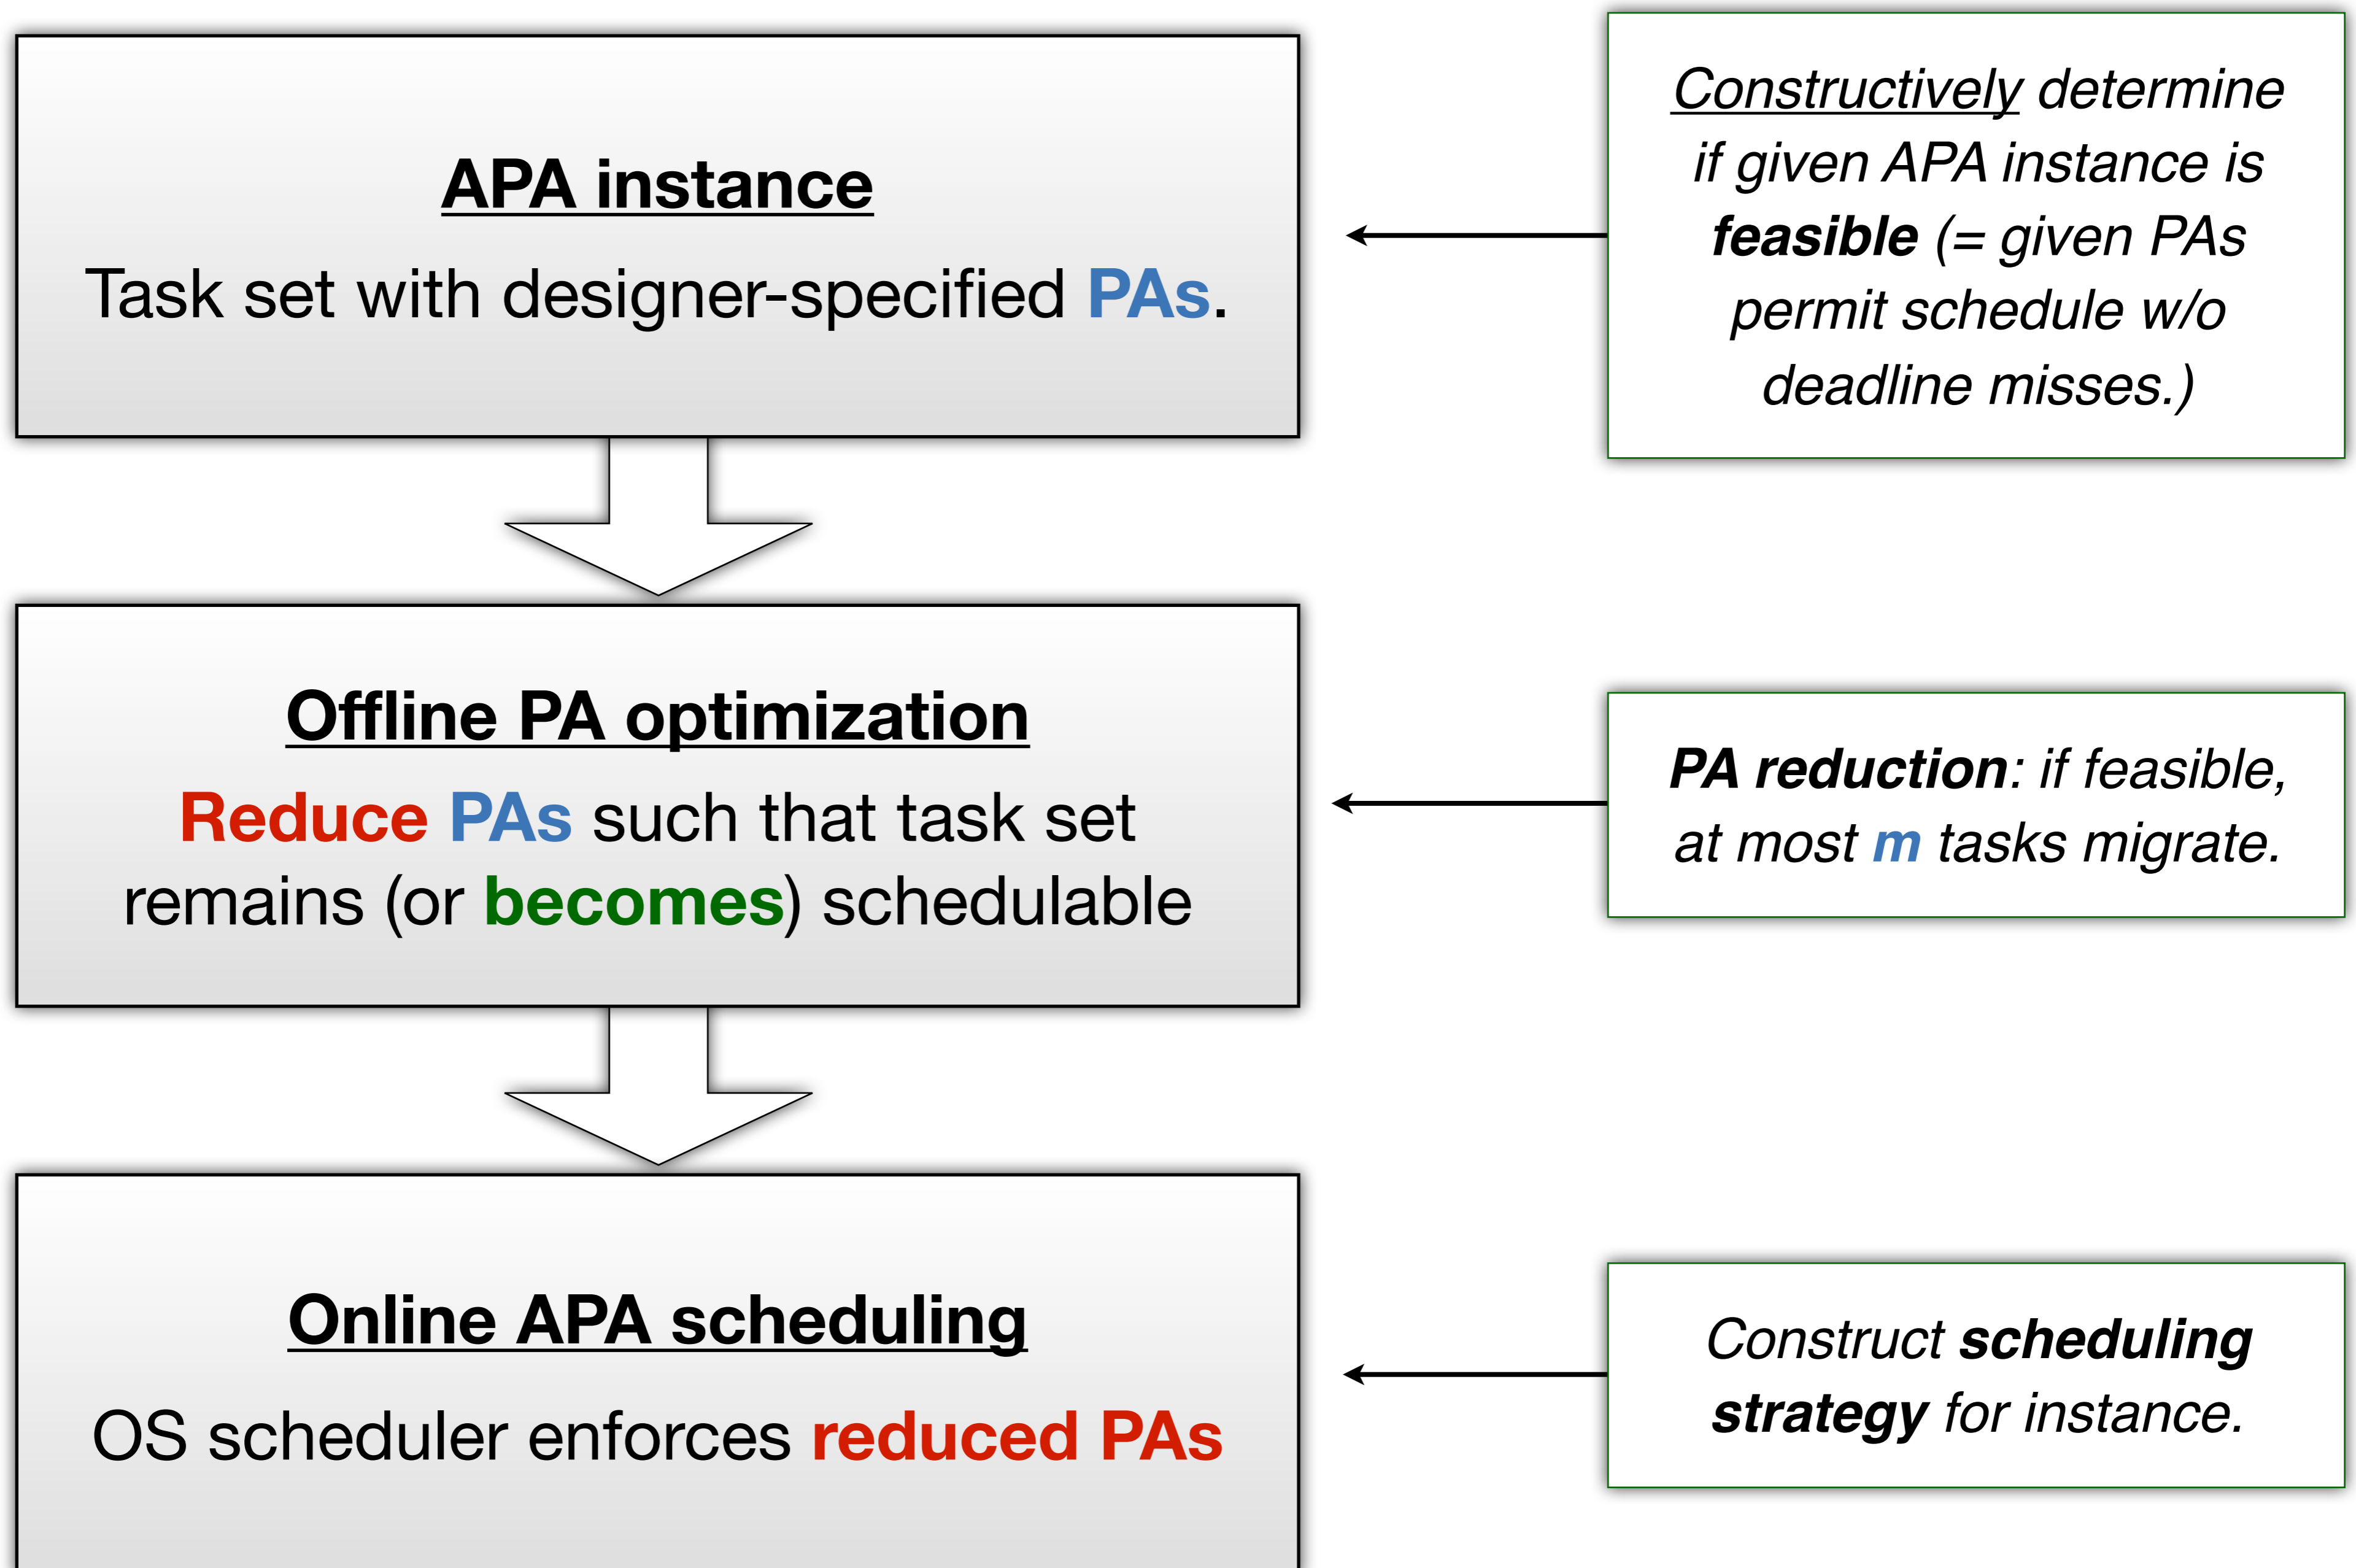 APA instance
Task set with designer-specified PAs.
Constructively determine
if given APA instance is
feasible (= given PAs
permit schedule w/o
deadline misses.)
Offline PA optimization
Reduce PAs such that task set
remains (or becomes) schedulable
PA reduction: if feasible,
at most m tasks migrate.
Online APA scheduling
OS scheduler enforces reduced PAs
Construct scheduling
strategy for instance.